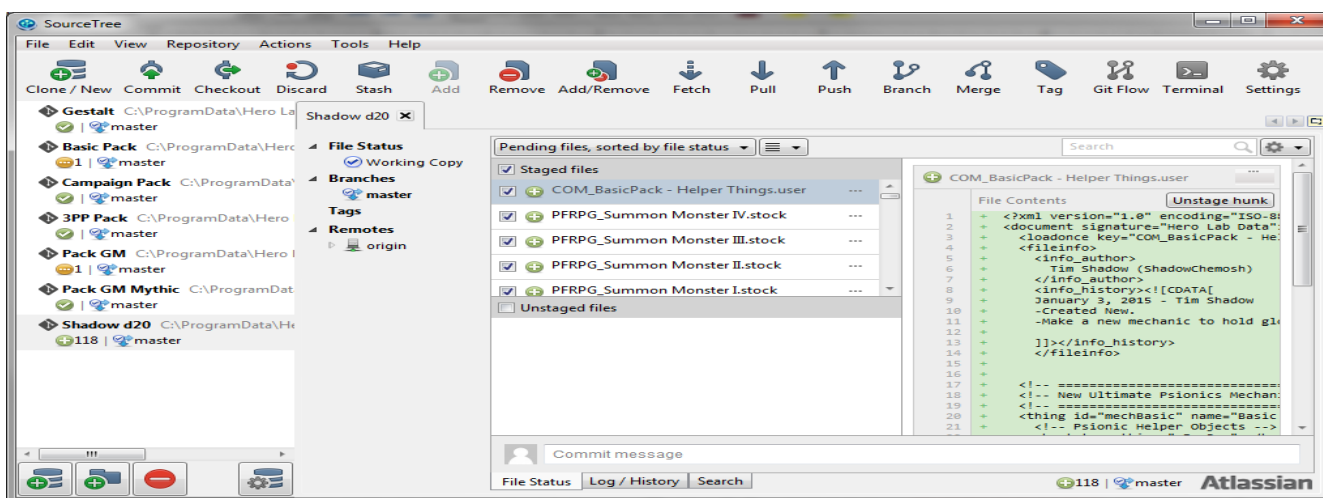 SourceTree
File Edit View Repository Actions Tools Help
Clone / New Commit Checkout Discard Stash Add Remove Add/Remove Fetch Pull Push Branch Merge Tag Git Flow Terminal Settings
Gestalt C:\ProgramData\Hero La
| master
Basic Pack C:\ProgramData\Herc
1 | master
Campaign Pack C:\ProgramData\
| master
3PP Pack C:\ProgramData\Hero
| master
Pack GM C:\ProgramData\Hero
1 | master
Pack GM Mythic C:\ProgramDat
| master
Shadow d20 C:\ProgramData\He
118 | master
Shadow d20
File Status
Working Copy
Branches
master
Tags
Remotes
origin
Pending files, sorted by file status
Search
Staged files
COM_BasicPack - Helper Things.user ...
PFRPG_Summon Monster IV.stock ...
PFRPG_Summon Monster III.stock ...
PFRPG_Summon Monster II.stock ...
PFRPG_Summon Monster I.stock ...
Unstaged files
COM_BasicPack - Helper Things.user ...
File Contents Unstage hunk
1 + <?xml version="1.0" encoding="ISO-8
2 + <document signature="Hero Lab Data"
3 + <loadonce key="COM_BasicPack - He
4 + <fileinfo>
5 + <info_author>
6 + Tim Shadow (ShadowChemosh)
7 + </info_author>
8 + <info_history><![CDATA[
9 + January 3, 2015 - Tim Shadow
10 + -Created New.
11 + -Make a new mechanic to hold glo
12 +
13 + ]]></info_history>
14 + </fileinfo>
15 +
16 +
17 + <!-- ============================
18 + <!-- New Ultimate Psionics Mechan
19 + <!-- ============================
20 + <thing id="mechBasic" name="Basic
21 + <!-- Psionic Helper Objects -->
Commit message
File Status Log / History Search
118 | master Atlassian